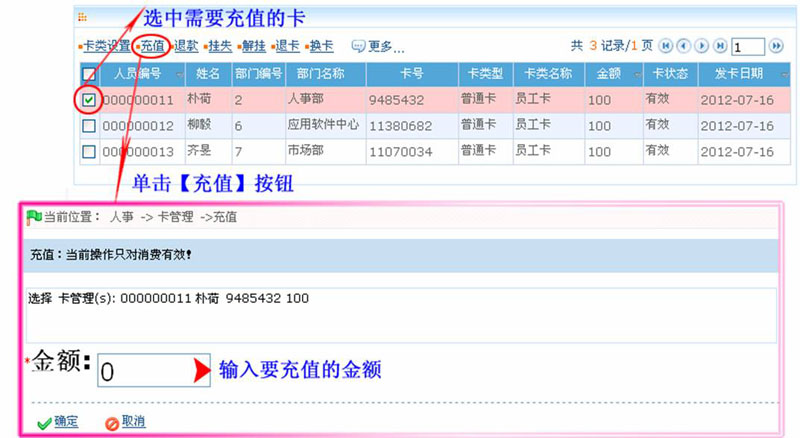 选中需要充值的卡
卡类设置 充值 退款 挂失 解挂 退卡 换卡 更多... 共 3 记录/1 页 1
人员编号 姓名 部门编号 部门名称 卡号 卡类型 卡类名称 金额 卡状态 发卡日期
000000011 朴荷 2 人事部 9485432 普通卡 员工卡 100 有效 2012-07-16
000000012 柳毅 6 应用软件中心 11380682 普通卡 员工卡 100 有效 2012-07-16
000000013 齐旻 7 市场部 11070034 普通卡 员工卡 100 有效 2012-07-16
单击【充值】按钮
当前位置： 人事 -> 卡管理 ->充值
充值：当前操作只对消费有效!
选择 卡管理(s): 000000011 朴荷 9485432 100
*金额: 0 输入要充值的金额
确定 取消